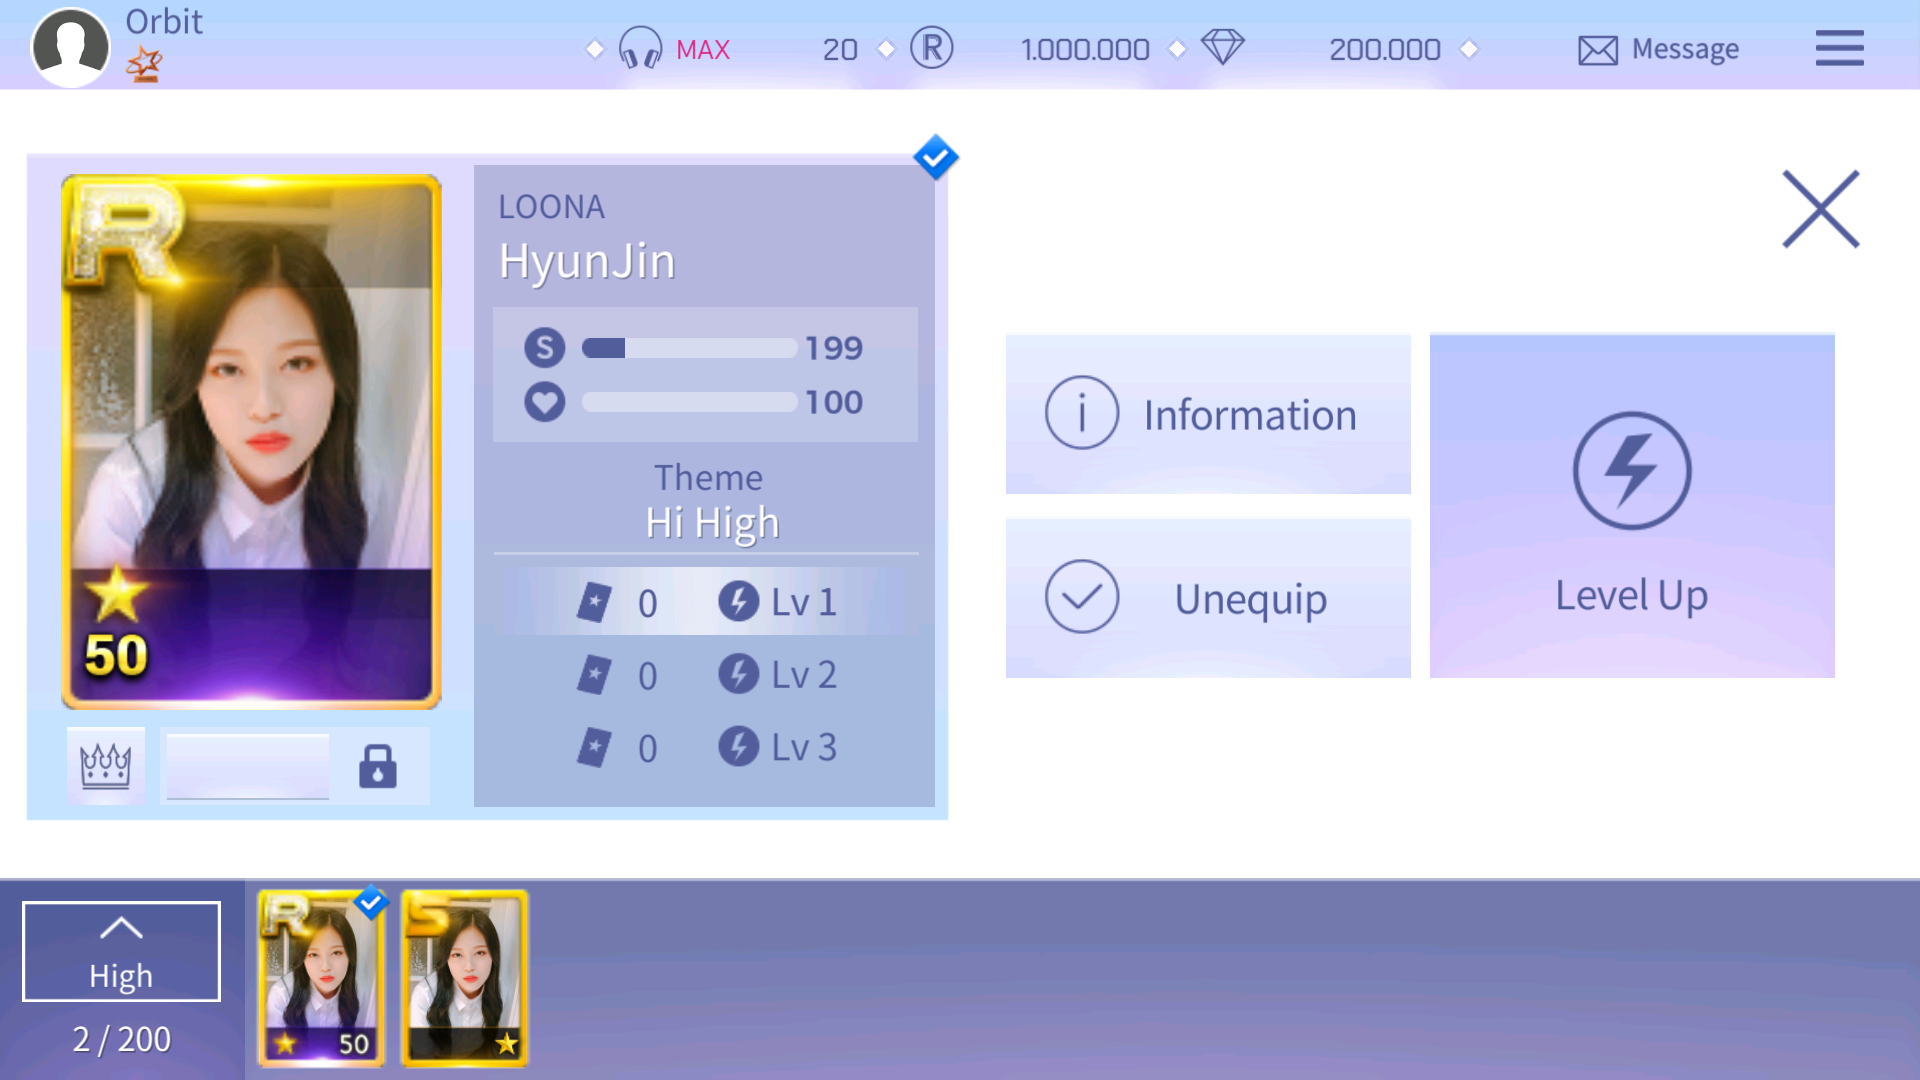 Orbit
MAX
20
R
1.000.000
200.000
Message
R
50
LOONA
HyunJin
S 199
100
Theme
Hi High
0 Lv 1
0 Lv 2
0 Lv 3
i Information
Unequip
Level Up
High
2 / 200
R
50
S